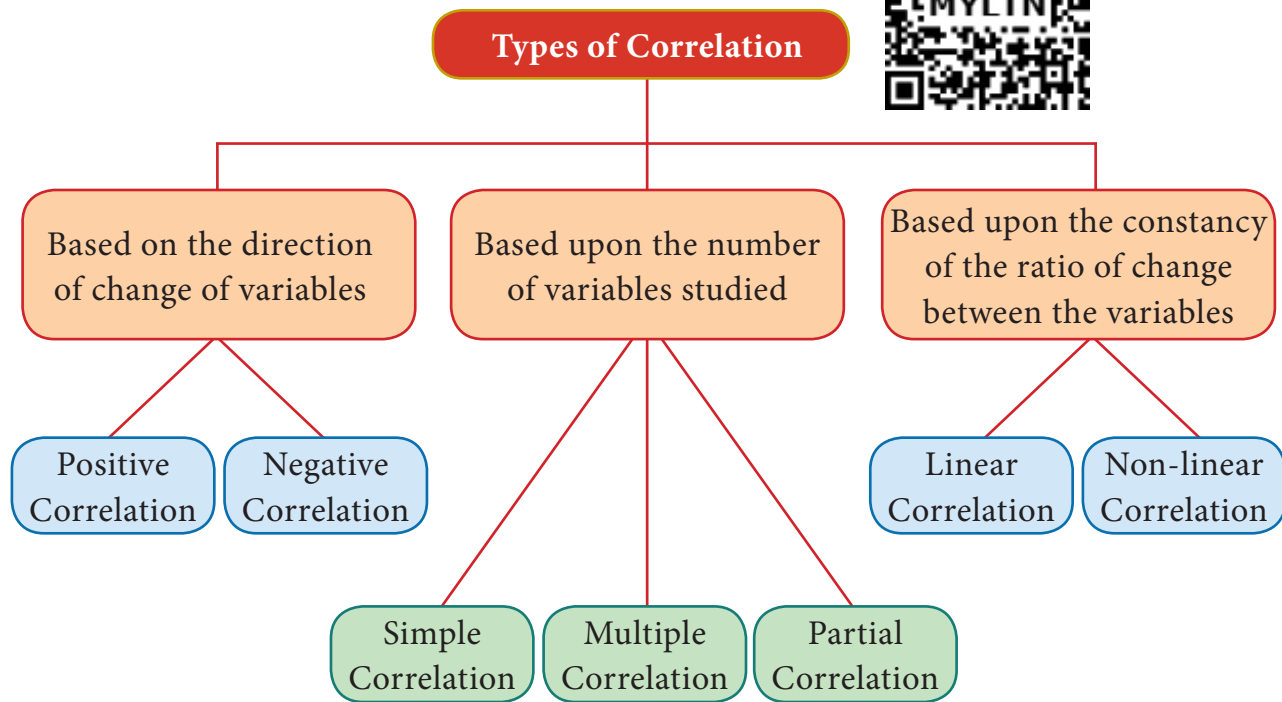 MYLTN
Types of Correlation
Based on the direction
of change of variables
Based upon the number
of variables studied
Based upon the constancy
of the ratio of change
between the variables
Positive
Correlation
Negative
Correlation
Linear
Correlation
Non-linear
Correlation
Simple
Correlation
Multiple
Correlation
Partial
Correlation